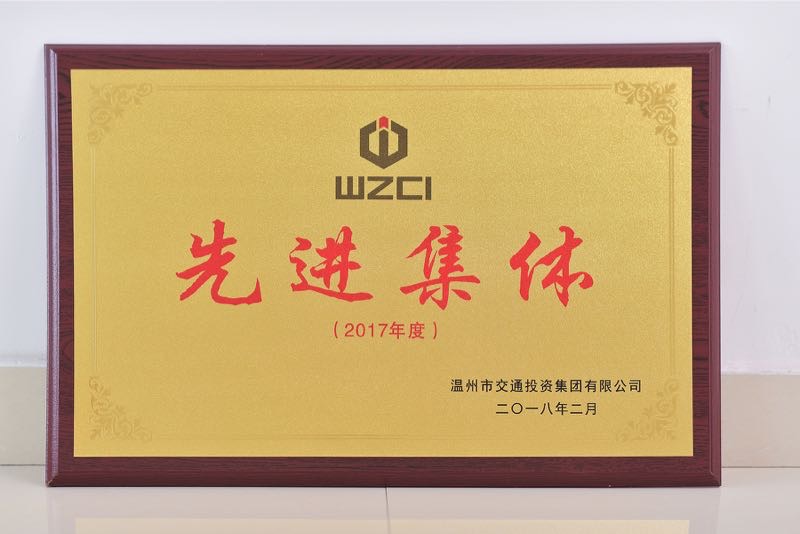 WZCI
先进集体
（2017年度）
温州市交通投资集团有限公司
二〇一八年二月